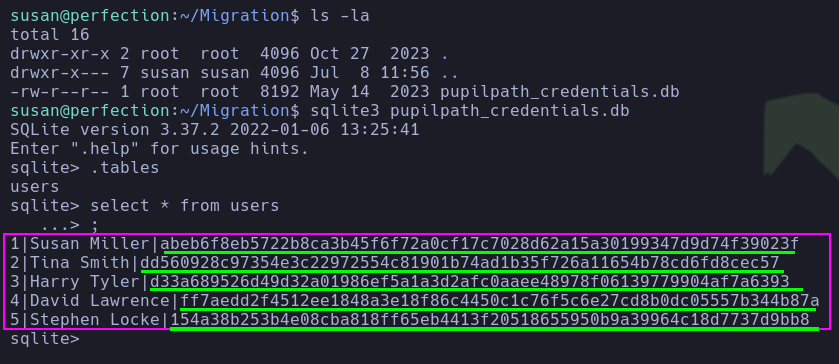 susan@perfection:~/Migration$ ls -la
total 16
drwxr-xr-x 2 root  root  4096 Oct 27  2023 .
drwxr-x--- 7 susan susan 4096 Jul  8 11:56 ..
-rw-r--r-- 1 root  root  8192 May 14  2023 pupilpath_credentials.db
susan@perfection:~/Migration$ sqlite3 pupilpath_credentials.db
SQLite version 3.37.2 2022-01-06 13:25:41
Enter ".help" for usage hints.
sqlite> .tables
users
sqlite> select * from users
   ...> ;
1|Susan Miller|abeb6f8eb5722b8ca3b45f6f72a0cf17c7028d62a15a30199347d9d74f39023f
2|Tina Smith|dd560928c97354e3c22972554c81901b74ad1b35f726a11654b78cd6fd8cec57
3|Harry Tyler|d33a689526d49d32a01986ef5a1a3d2afc0aaee48978f06139779904af7a6393
4|David Lawrence|ff7aedd2f4512ee1848a3e18f86c4450c1c76f5c6e27cd8b0dc05557b344b87a
5|Stephen Locke|154a38b253b4e08cba818ff65eb4413f20518655950b9a39964c18d7737d9bb8
sqlite>